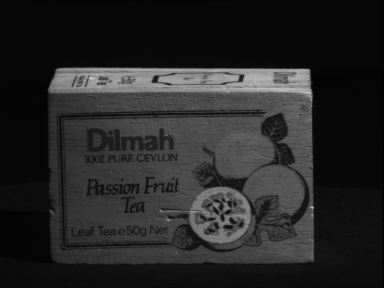 Dilmah
100% PURE CEYLON
Passion Fruit
Tea
Leaf Tea e 50g Net